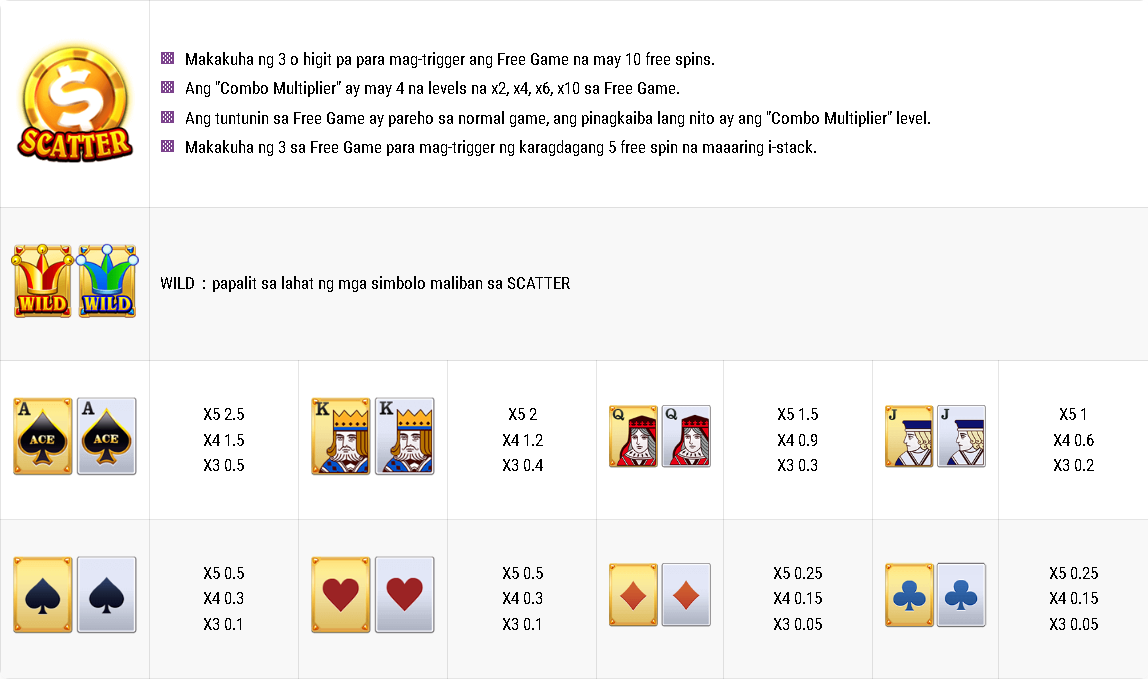 SCATTER
Makakuha ng 3 o higit pa para mag-trigger ang Free Game na may 10 free spins.
Ang "Combo Multiplier" ay may 4 na levels na x2, x4, x6, x10 sa Free Game.
Ang tuntunin sa Free Game ay pareho sa normal game, ang pinagkaiba lang nito ay ang "Combo Multiplier" level.
Makakuha ng 3 sa Free Game para mag-trigger ng karagdagang 5 free spin na maaaring i-stack.
WILD WILD
WILD：papalit sa lahat ng mga simbolo maliban sa SCATTER
A ACE A ACE
X5 2.5
X4 1.5
X3 0.5
K K
X5 2
X4 1.2
X3 0.4
Q Q
X5 1.5
X4 0.9
X3 0.3
J J
X5 1
X4 0.6
X3 0.2
X5 0.5
X4 0.3
X3 0.1
X5 0.5
X4 0.3
X3 0.1
X5 0.25
X4 0.15
X3 0.05
X5 0.25
X4 0.15
X3 0.05